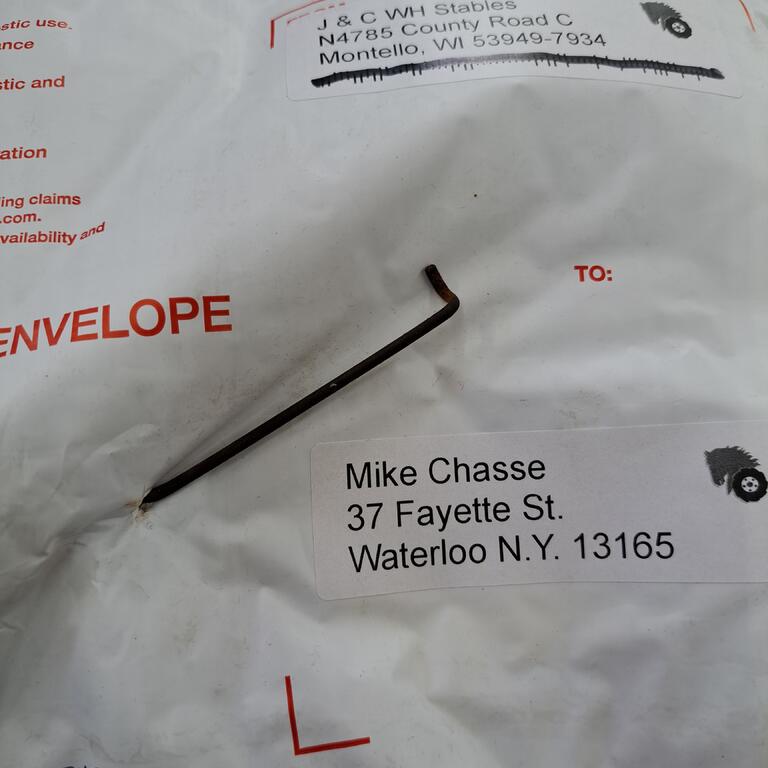 stic use.
ance
stic and
ation
ing claims
.com.
vailability and
ENVELOPE
J & C WH Stables
N4785 County Road C
Montello, WI 53949-7934
TO:
Mike Chasse
37 Fayette St.
Waterloo N.Y. 13165